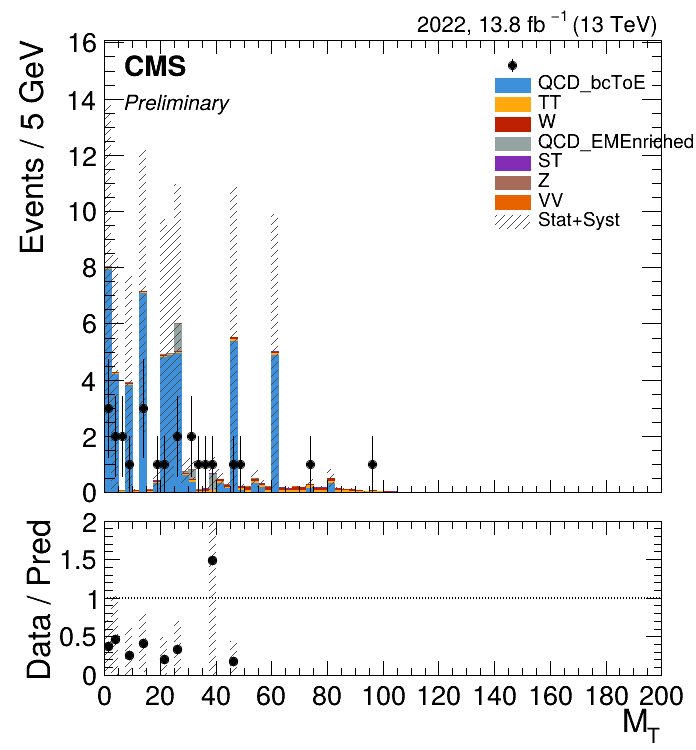 2022, 13.8 fb⁻¹ (13 TeV)
CMS
Preliminary
Events / 5 GeV
16
14
12
10
8
6
4
2
0
QCD_bcToE
TT
W
QCD_EMEnriched
ST
Z
VV
Stat+Syst
Data / Pred
2
1.5
1
0.5
0
0 20 40 60 80 100 120 140 160 180 200
M_T